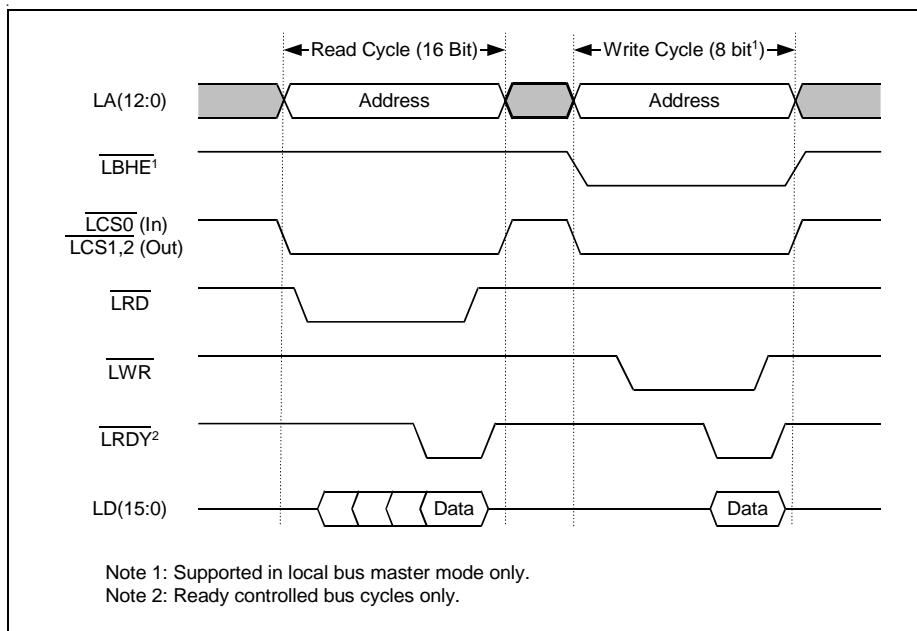 Read Cycle (16 Bit) Write Cycle (8 bit¹)
LA(12:0) Address Address
LBHE¹
LCS0 (In)
LCS1,2 (Out)
LRD
LWR
LRDY²
LD(15:0) Data Data
Note 1: Supported in local bus master mode only.
Note 2: Ready controlled bus cycles only.